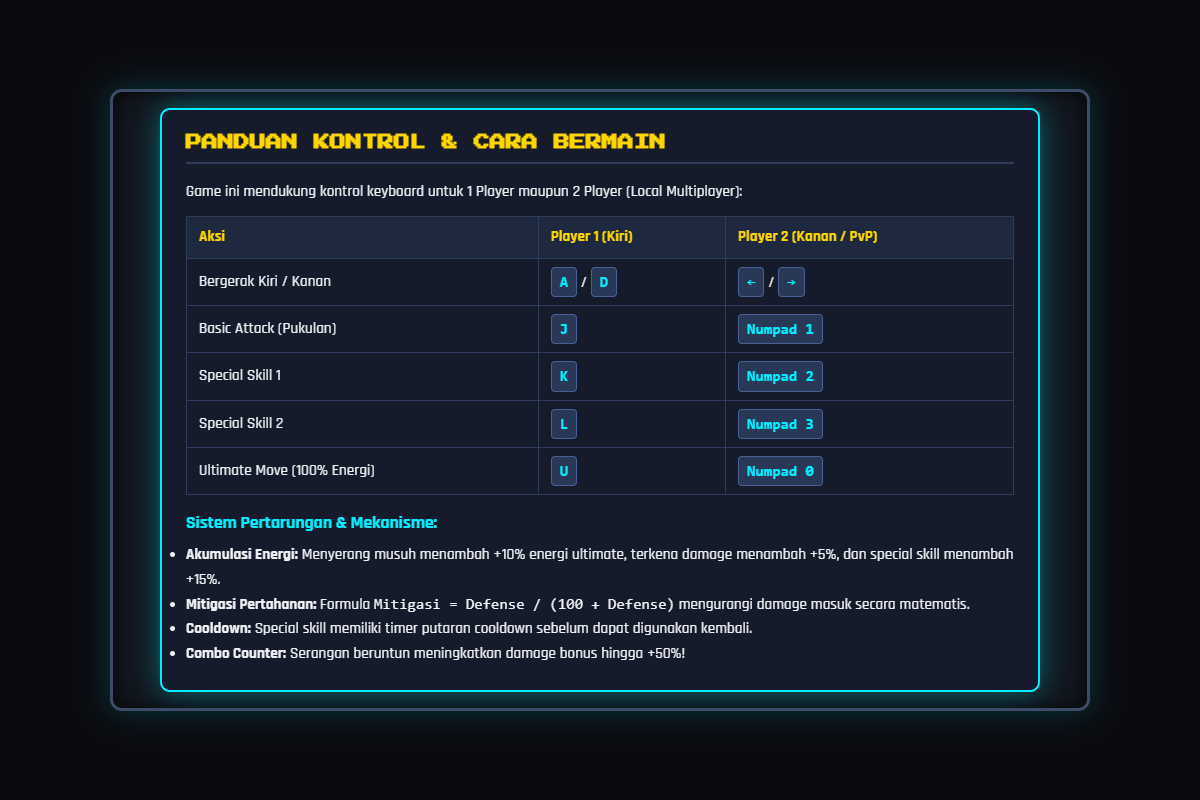 PANDUAN KONTROL & CARA BERMAIN
Game ini mendukung kontrol keyboard untuk 1 Player maupun 2 Player (Local Multiplayer):
Aksi Player 1 (Kiri) Player 2 (Kanan / PvP)
Bergerak Kiri / Kanan A / D ← / →
Basic Attack (Pukulan) J Numpad 1
Special Skill 1 K Numpad 2
Special Skill 2 L Numpad 3
Ultimate Move (100% Energi) U Numpad 0
Sistem Pertarungan & Mekanisme:
• Akumulasi Energi: Menyerang musuh menambah +10% energi ultimate, terkena damage menambah +5%, dan special skill menambah
+15%.
• Mitigasi Pertahanan: Formula Mitigasi = Defense / (100 + Defense) mengurangi damage masuk secara matematis.
• Cooldown: Special skill memiliki timer putaran cooldown sebelum dapat digunakan kembali.
• Combo Counter: Serangan beruntun meningkatkan damage bonus hingga +50%!